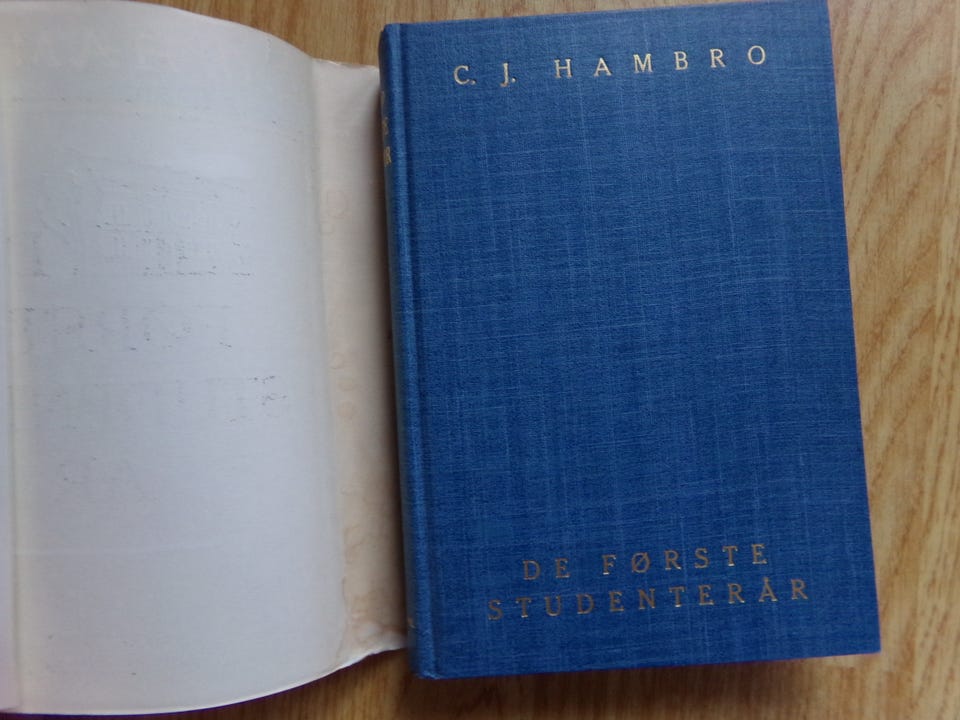 C. J. HAMBRO
DE FØRSTE
STUDENTERÅR